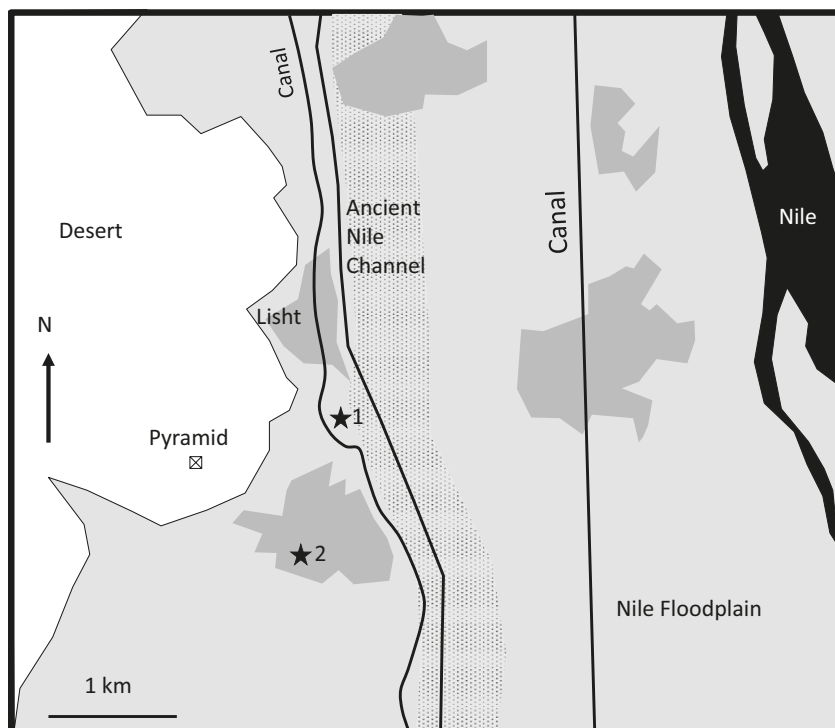 Canal
Ancient
Nile
Channel
Desert
Canal
Nile
Lisht
N
1
Pyramid
2
Nile Floodplain
1 km